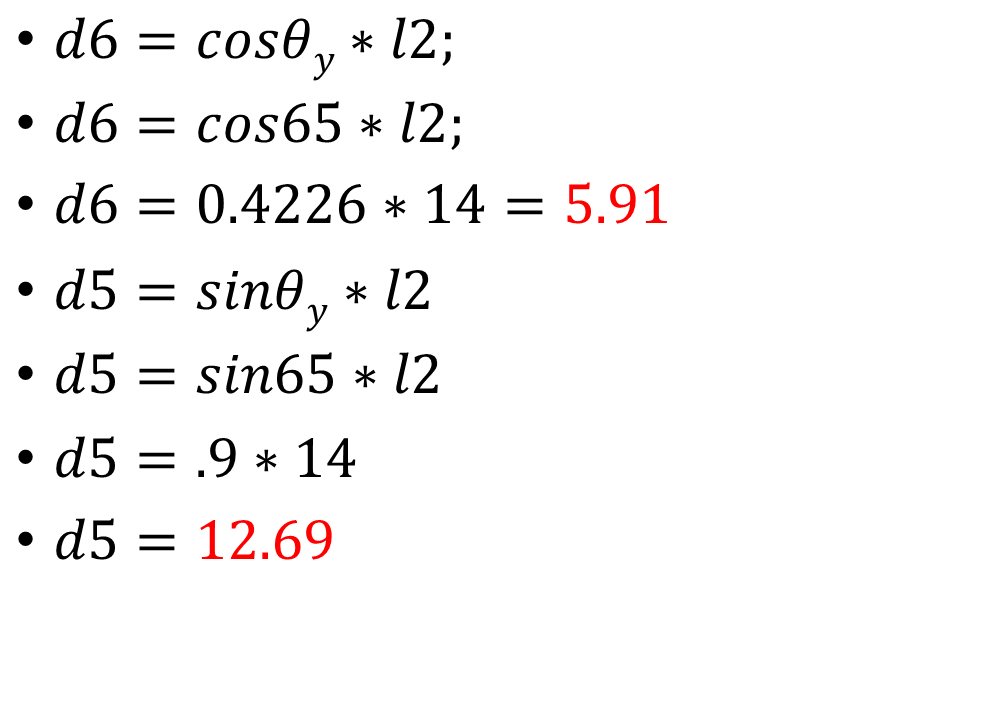 • 𝑑6 = 𝑐𝑜𝑠𝜃_𝑦 ∗ 𝑙2;
• 𝑑6 = 𝑐𝑜𝑠65 ∗ 𝑙2;
• 𝑑6 = 0.4226 ∗ 14 = 5.91
• 𝑑5 = 𝑠𝑖𝑛𝜃_𝑦 ∗ 𝑙2
• 𝑑5 = 𝑠𝑖𝑛65 ∗ 𝑙2
• 𝑑5 = .9 ∗ 14
• 𝑑5 = 12.69